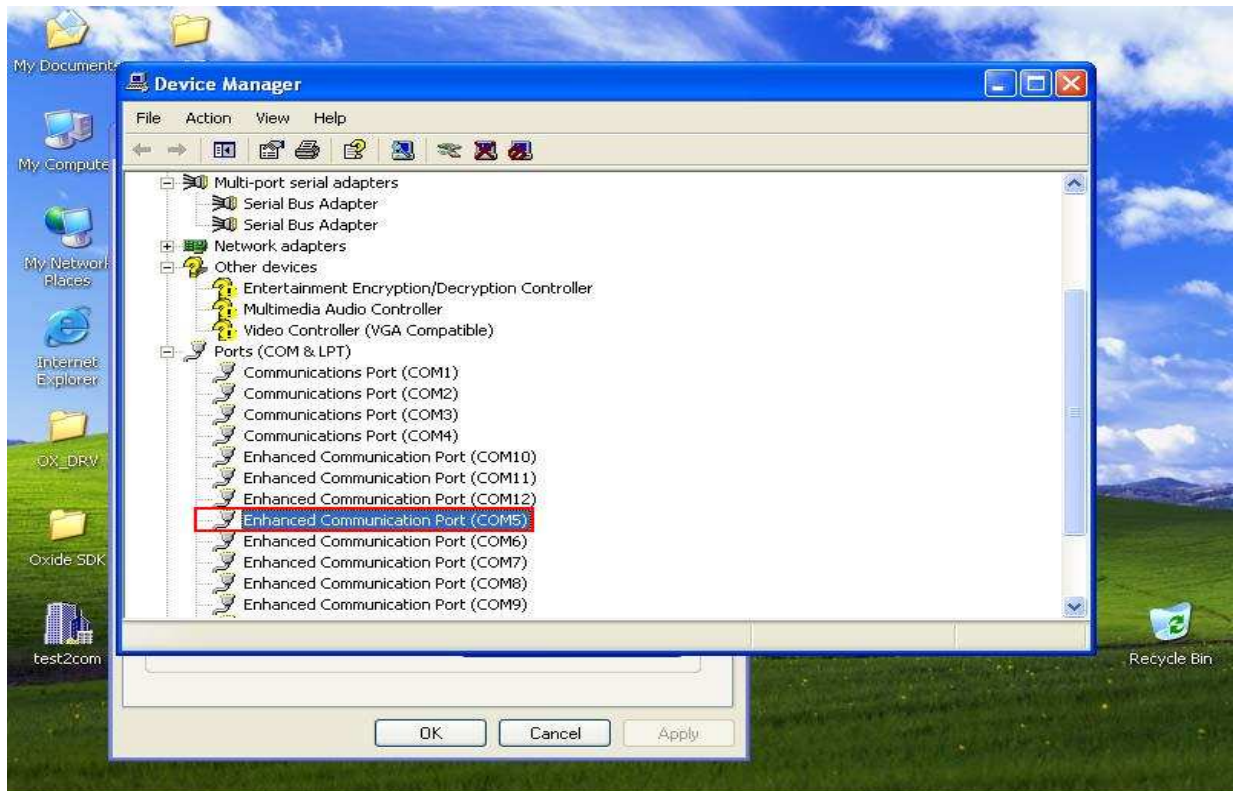 My Documents
My Compute
My Network
Places
Internet
Explorer
OX_DRV
Oxide SDK
test2com
Device Manager
File Action View Help
Multi-port serial adapters
Serial Bus Adapter
Serial Bus Adapter
Network adapters
Other devices
Entertainment Encryption/Decryption Controller
Multimedia Audio Controller
Video Controller (VGA Compatible)
Ports (COM & LPT)
Communications Port (COM1)
Communications Port (COM2)
Communications Port (COM3)
Communications Port (COM4)
Enhanced Communication Port (COM10)
Enhanced Communication Port (COM11)
Enhanced Communication Port (COM12)
Enhanced Communication Port (COM5)
Enhanced Communication Port (COM6)
Enhanced Communication Port (COM7)
Enhanced Communication Port (COM8)
Enhanced Communication Port (COM9)
OK Cancel Apply
Recycle Bin